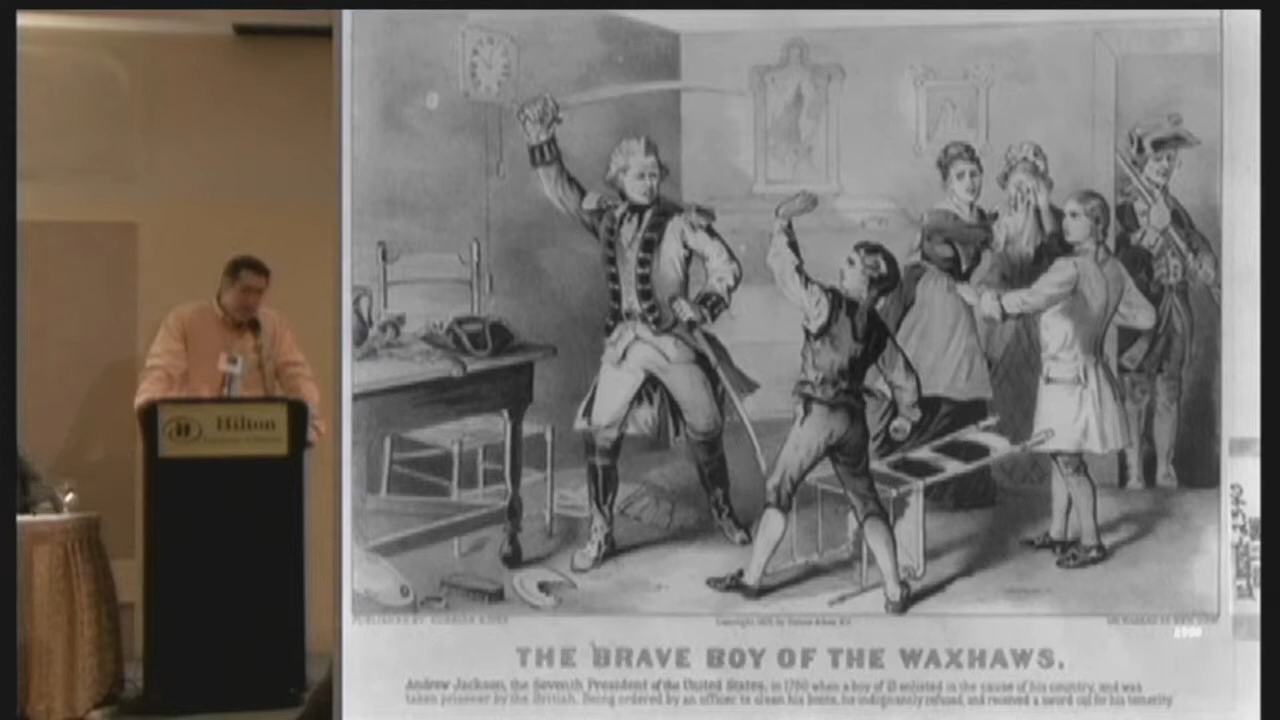 Hilton
THE BRAVE BOY OF THE WAXHAWS.
Andrew Jackson, the Seventh President of the United States, in 1780 when a boy of 13 enlisted in the cause of his country, and was
taken prisoner by the British. Being ordered by an officer to clean his boots, he indignantly refused, and received a sword cut for his temerity.